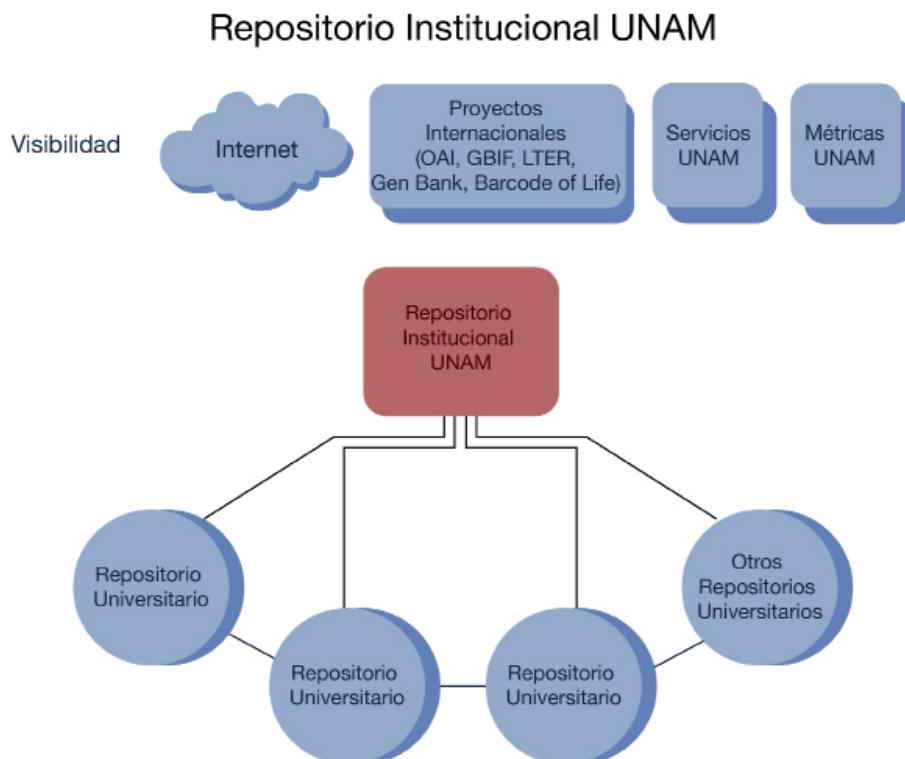 Repositorio Institucional UNAM
Visibilidad
Internet
Proyectos
Internacionales
(OAI, GBIF, LTER,
Gen Bank, Barcode of Life)
Servicios
UNAM
Métricas
UNAM
Repositorio
Institucional
UNAM
Repositorio
Universitario
Repositorio
Universitario
Repositorio
Universitario
Otros
Repositorios
Universitarios